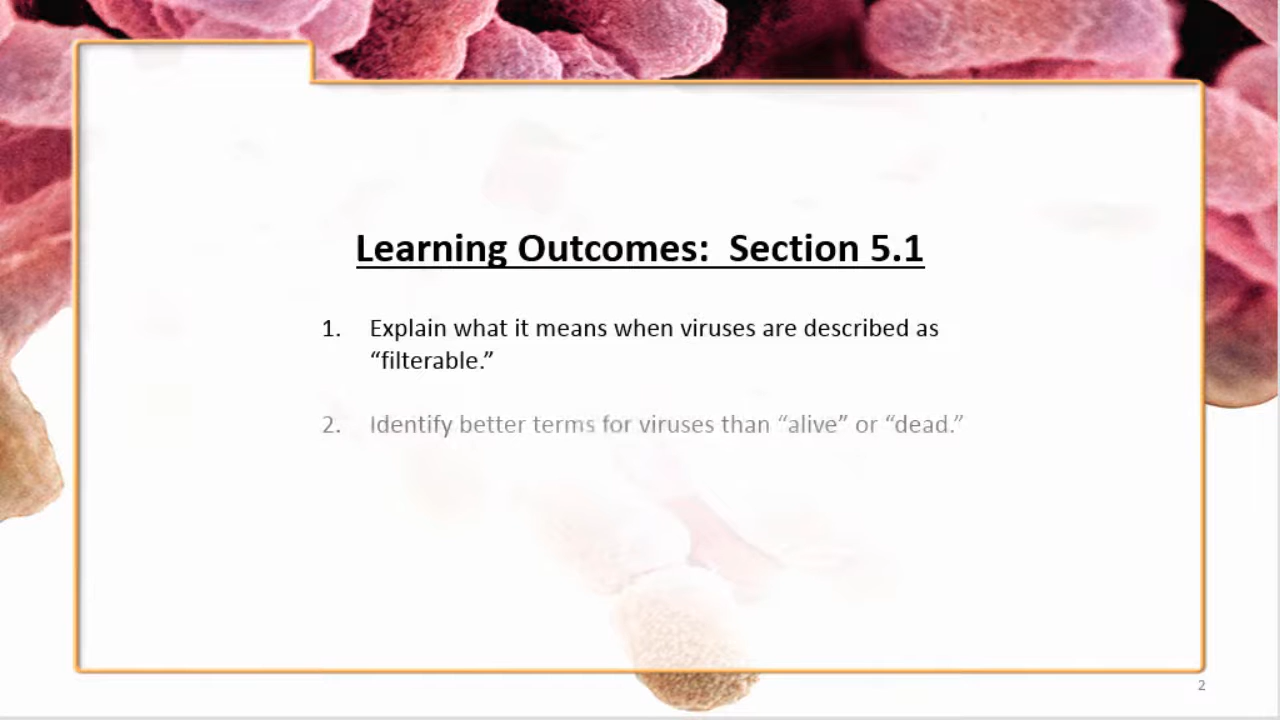 Learning Outcomes: Section 5.1
1. Explain what it means when viruses are described as
“filterable.”
2. Identify better terms for viruses than “alive” or “dead.”
2